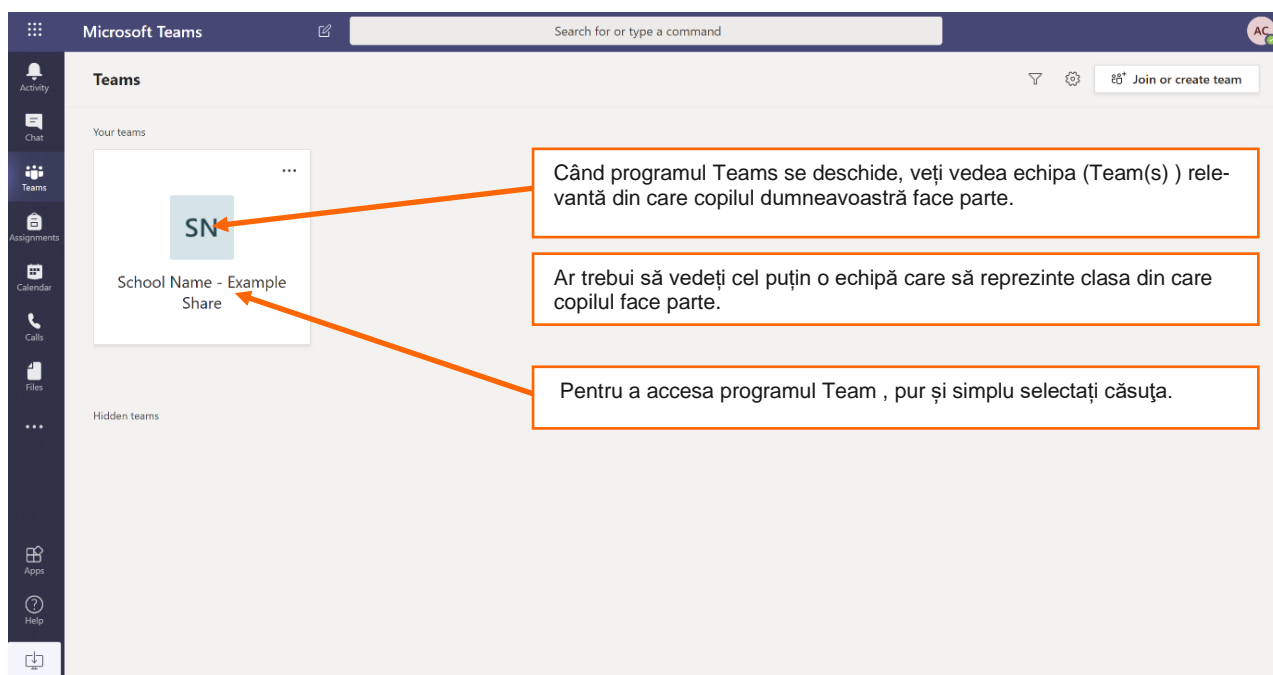 Microsoft Teams
Search for or type a command
AC
Activity
Chat
Teams
Assignments
Calendar
Calls
Files
Apps
Help
Teams
Join or create team
Your teams
SN
School Name - Example
Share
Hidden teams
Când programul Teams se deschide, veți vedea echipa (Team(s) ) rele-
vantă din care copilul dumneavoastră face parte.
Ar trebui să vedeți cel puțin o echipă care să reprezinte clasa din care
copilul face parte.
Pentru a accesa programul Team , pur și simplu selectați căsuţa.